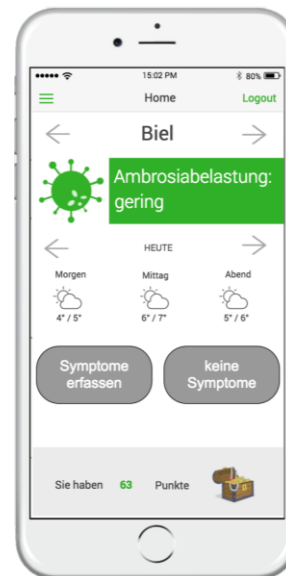 15:02 PM
80%
Home
Logout
Biel
Ambrosiabelastung:
gering
HEUTE
Morgen
Mittag
Abend
4° / 5°
6° / 7°
5° / 6°
Symptome
erfassen
keine
Symptome
Sie haben 63 Punkte